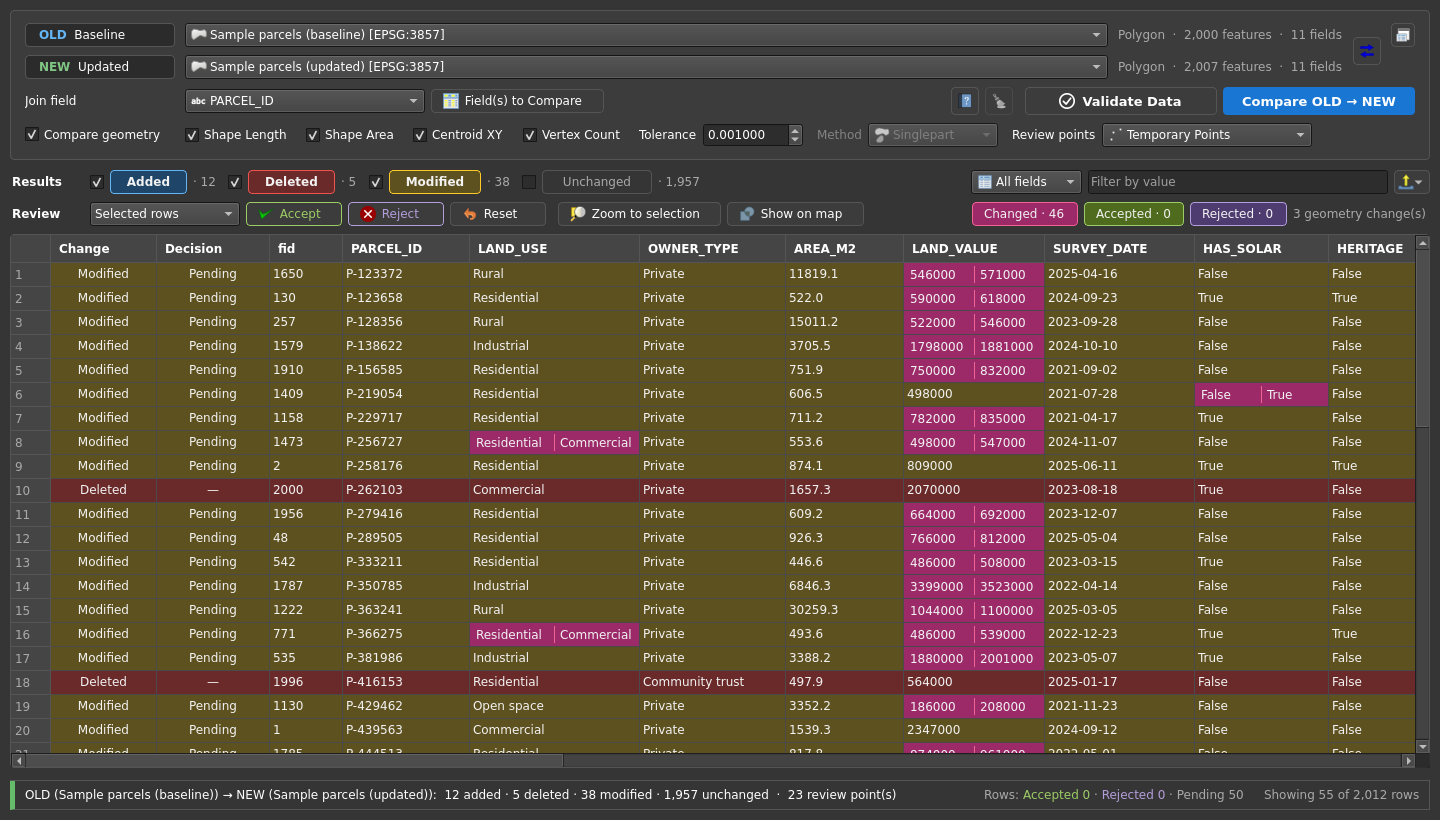 OLD Baseline Sample parcels (baseline) [EPSG:3857] Polygon · 2,000 features · 11 fields
NEW Updated Sample parcels (updated) [EPSG:3857] Polygon · 2,007 features · 11 fields
Join field abc PARCEL_ID Field(s) to Compare Validate Data Compare OLD → NEW
Compare geometry Shape Length Shape Area Centroid XY Vertex Count Tolerance 0.001000 Method Singlepart Review points Temporary Points
Results Added · 12 Deleted · 5 Modified · 38 Unchanged · 1,957 All fields Filter by value
Review Selected rows Accept Reject Reset Zoom to selection Show on map Changed · 46 Accepted · 0 Rejected · 0 3 geometry change(s)
Change Decision fid PARCEL_ID LAND_USE OWNER_TYPE AREA_M2 LAND_VALUE SURVEY_DATE HAS_SOLAR HERITAGE
1 Modified Pending 1650 P-123372 Rural Private 11819.1 546000 571000 2025-04-16 False False
2 Modified Pending 130 P-123658 Residential Private 522.0 590000 618000 2024-09-23 True True
3 Modified Pending 257 P-128356 Rural Private 15011.2 522000 546000 2023-09-28 False False
4 Modified Pending 1579 P-138622 Industrial Private 3705.5 1798000 1881000 2024-10-10 False False
5 Modified Pending 1910 P-156585 Residential Private 751.9 750000 832000 2021-09-02 False False
6 Modified Pending 1409 P-219054 Residential Private 606.5 498000 2021-07-28 False True False
7 Modified Pending 1158 P-229717 Residential Private 711.2 782000 835000 2021-04-17 True False
8 Modified Pending 1473 P-256727 Residential Commercial Private 553.6 498000 547000 2024-11-07 False False
9 Modified Pending 2 P-258176 Residential Private 874.1 809000 2025-06-11 True True
10 Deleted — 2000 P-262103 Commercial Private 1657.3 2070000 2023-08-18 True False
11 Modified Pending 1956 P-279416 Residential Private 609.2 664000 692000 2023-12-07 False False
12 Modified Pending 48 P-289505 Residential Private 926.3 766000 812000 2025-05-04 False False
13 Modified Pending 542 P-333211 Residential Private 446.6 486000 508000 2023-03-15 True False
14 Modified Pending 1787 P-350785 Industrial Private 6846.3 3399000 3523000 2022-04-14 False False
15 Modified Pending 1222 P-363241 Rural Private 30259.3 1044000 1100000 2025-03-05 False False
16 Modified Pending 771 P-366275 Residential Commercial Private 493.6 486000 539000 2022-12-23 True True
17 Modified Pending 535 P-381986 Industrial Private 3388.2 1880000 2001000 2023-05-07 True False
18 Deleted — 1996 P-416153 Residential Community trust 497.9 564000 2025-01-17 False False
19 Modified Pending 1130 P-429462 Open space Private 3352.2 186000 208000 2021-11-23 False False
20 Modified Pending 1 P-439563 Commercial Private 1539.3 2347000 2024-09-12 False False
21 Modified Pending 1785 P-444513 Residential Private 817.8 2022-05-01 False False
OLD (Sample parcels (baseline)) → NEW (Sample parcels (updated)): 12 added · 5 deleted · 38 modified · 1,957 unchanged · 23 review point(s) Rows: Accepted 0 · Rejected 0 · Pending 50 Showing 55 of 2,012 rows